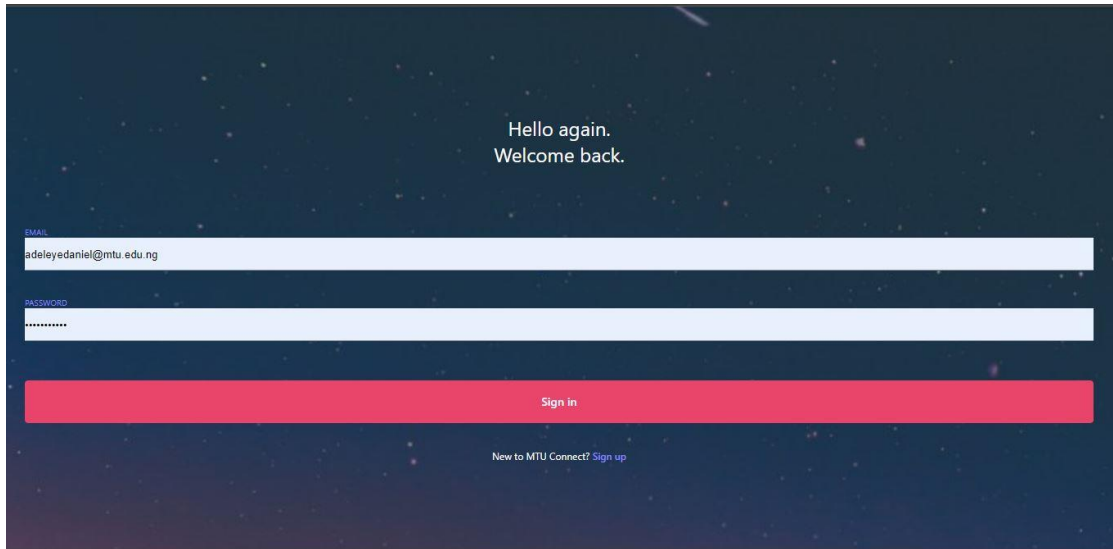 Hello again.
Welcome back.
EMAIL
adeleyedaniel@mtu.edu.ng
PASSWORD
•••••••••••
Sign in
New to MTU Connect? Sign up